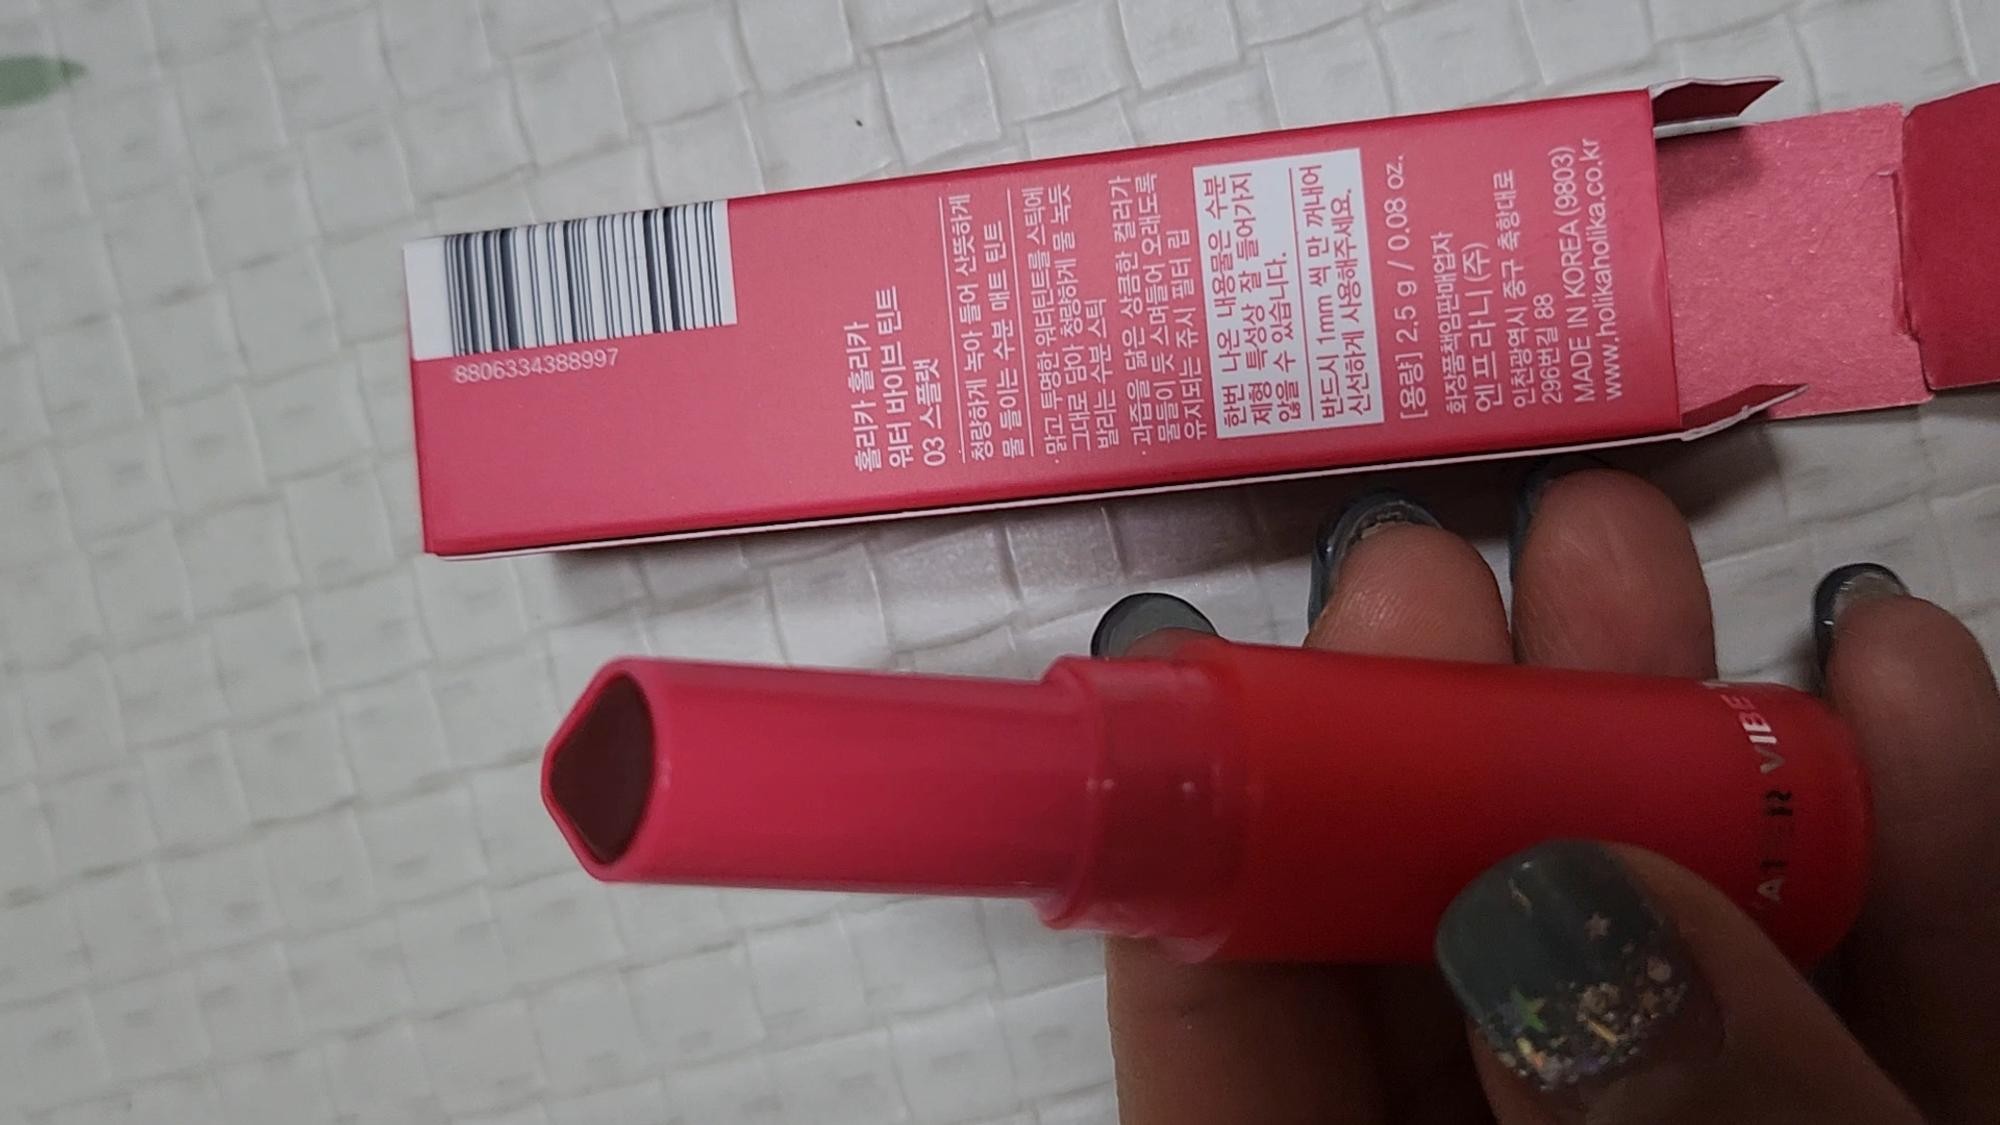 8806334388997
홀리카 홀리카
워터 바이브 틴트
03 스플랫
청량하게 녹아 들어 산뜻하게
물 들이는 수분 매트 틴트
· 맑고 투명한 워터틴트를 스틱에
그대로 담아 청량하게 물 녹듯
발리는 수분 스틱
· 과즙을 닮은 상큼한 컬러가
물들이 듯 스며들어 오래도록
유지되는 쥬시 필터 립
한번 나온 내용물은 수분
제형 특성상 잘 들어가지
않을 수 있습니다.
반드시 1mm 씩 만 꺼내어
신선하게 사용해주세요.
[용량] 2.5 g / 0.08 oz.
화장품책임판매업자
엔프라니 (주)
인천광역시 중구 축항대로
296번길 88
MADE IN KOREA (9803)
www.holikaholika.co.kr
ATER VIBE